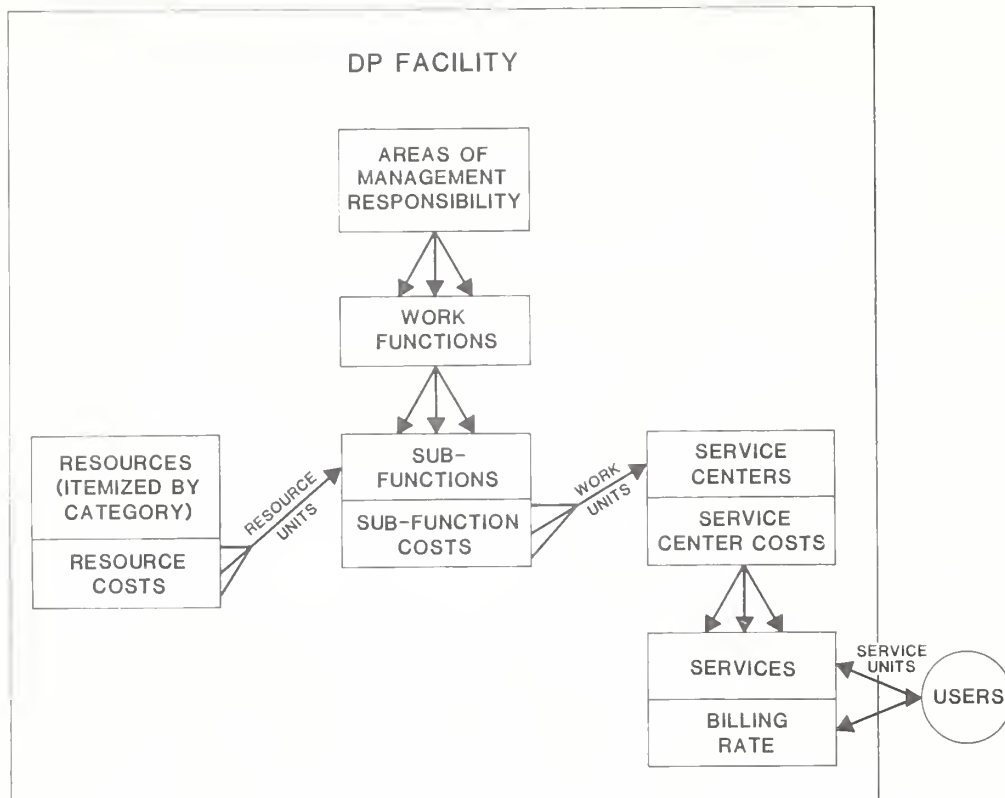 DP FACILITY
AREAS OF
MANAGEMENT
RESPONSIBILITY
WORK
FUNCTIONS
RESOURCES
(ITEMIZED BY
CATEGORY)
RESOURCE
COSTS
RESOURCE
UNITS
SUB-
FUNCTIONS
SUB-FUNCTION
COSTS
WORK
UNITS
SERVICE
CENTERS
SERVICE
CENTER COSTS
SERVICES
BILLING
RATE
SERVICE
UNITS
USERS